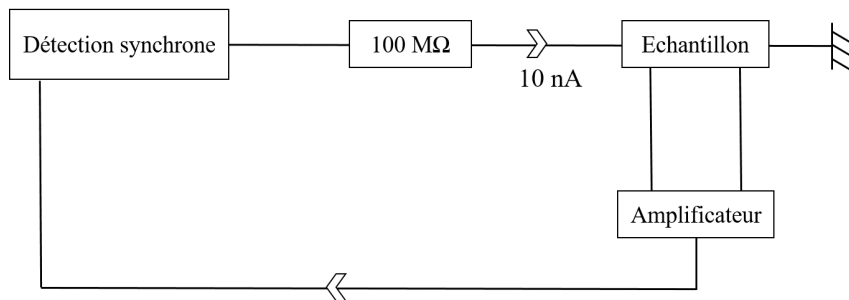 Détection synchrone
100 MΩ
Echantillon
10 nA
Amplificateur